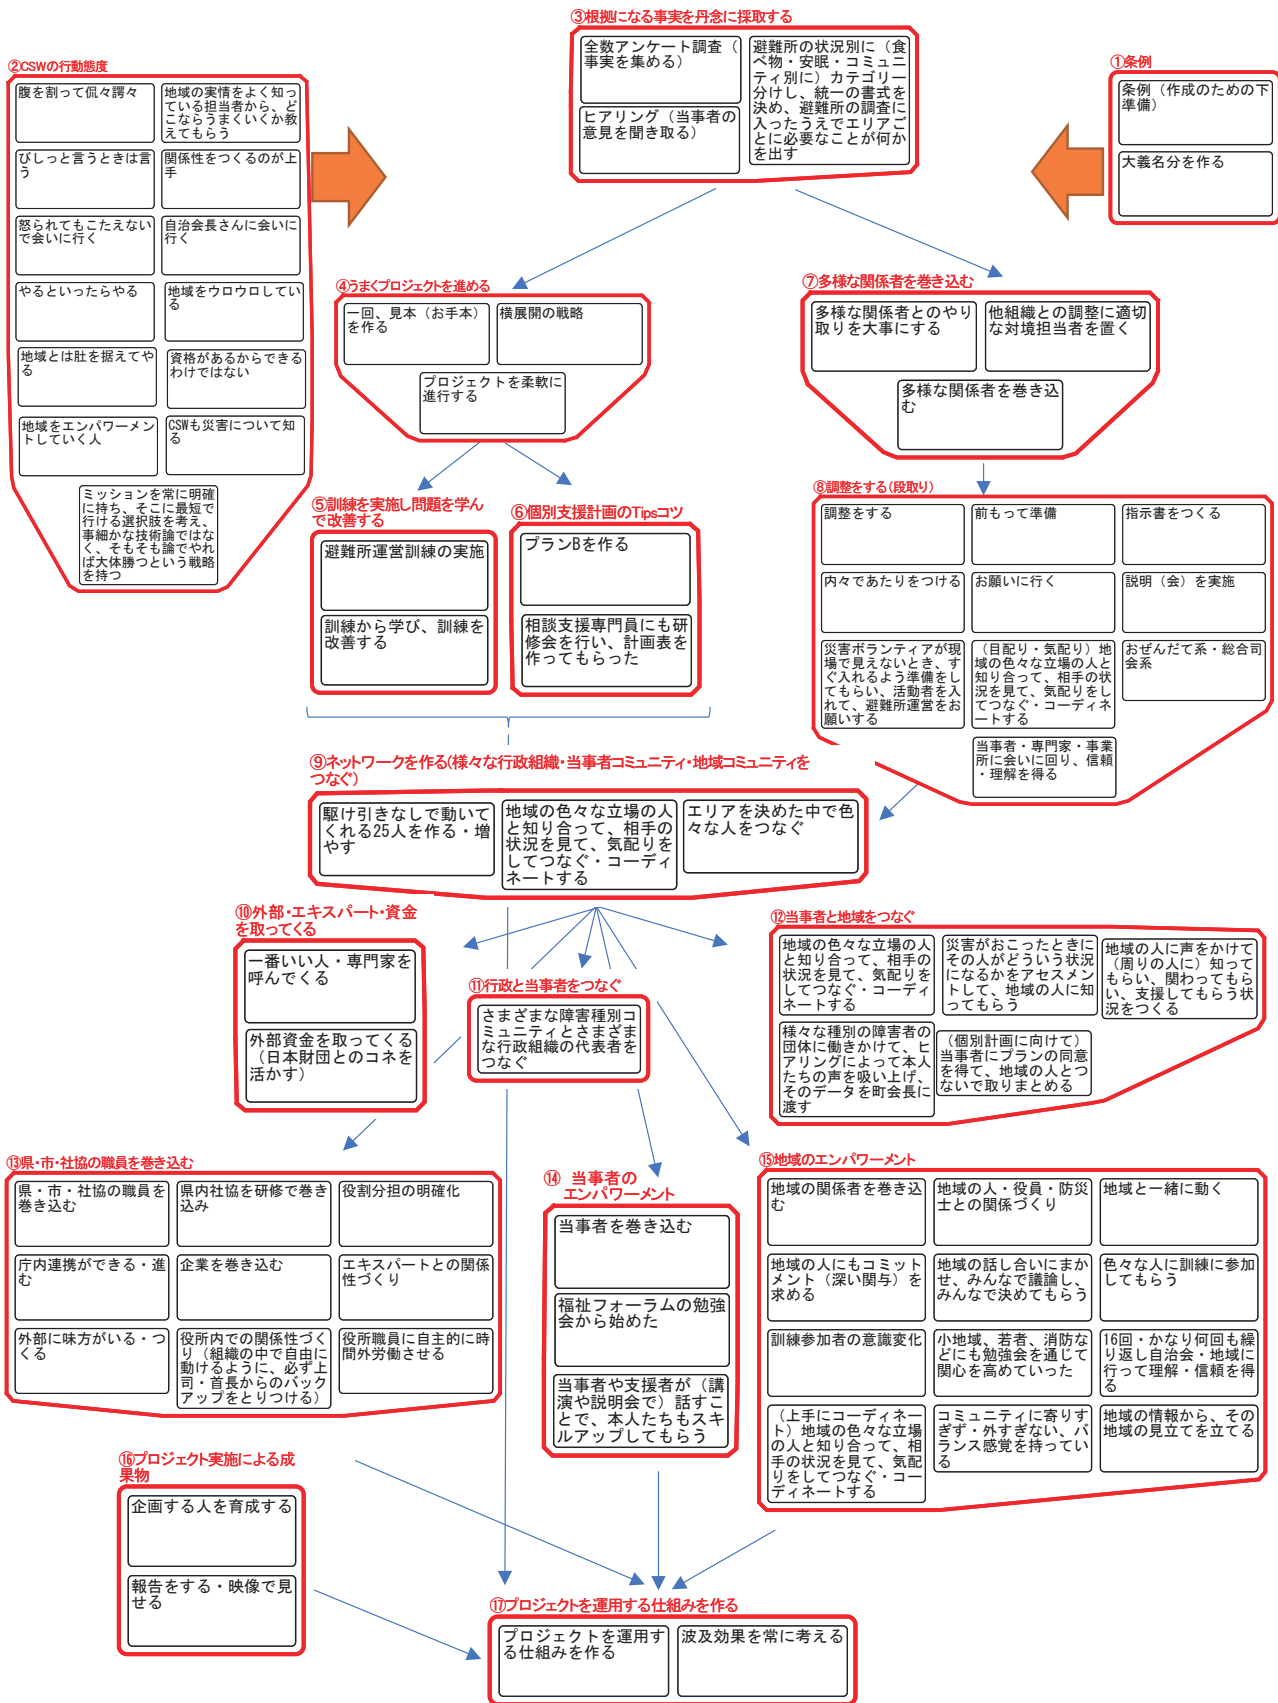 ③根拠になる事実を丹念に採取する
全数アンケート調査（
事実を集める）
避難所の状況別に（食
べ物・安眠・コミュニ
ティ別に）カテゴリー
分けし、統一の書式を
決め、避難所の調査に
入ったうえでエリアご
とに必要なことが何か
を出す
ヒアリング（当事者の
意見を聞き取る）
②CSWの行動態度
腹を割って侃々諤々
地域の実情をよく知っ
ている担当者から、ど
こならうまくいくか教
えてもらう
びしっと言うときは言
う
関係性をつくるのが上
手
怒られてもこたえない
で会いに行く
自治会長さんに会いに
行く
やるといったらやる
地域をウロウロしてい
る
地域とは肚を据えてや
る
資格があるからできる
わけではない
地域をエンパワーメン
トしていく人
CSWも災害について知
る
ミッションを常に明確
に持ち、そこに最短で
行ける選択肢を考え、
事細かな技術論ではな
く、そもそも論でやれ
ば大体勝つという戦略
を持つ
①条例
条例（作成のための下
準備）
大義名分を作る
④うまくプロジェクトを進める
一回、見本（お手本）
を作る
横展開の戦略
プロジェクトを柔軟に
進行する
⑦多様な関係者を巻き込む
多様な関係者とのやり
取りを大事にする
他組織との調整に適切
な対境担当者を置く
多様な関係者を巻き込
む
⑤訓練を実施し問題を学ん
で改善する
避難所運営訓練の実施
訓練から学び、訓練を
改善する
⑥個別支援計画のTipsコツ
プランBを作る
相談支援専門員にも研
修会を行い、計画表を
作ってもらった
⑧調整をする（段取り）
調整をする
前もって準備
指示書をつくる
内々であたりをつける
お願いに行く
説明（会）を実施
災害ボランティアが現
場で見えないとき、す
ぐ入れるよう準備をし
てもらい、活動者を入
れて、避難所運営をお
願いする
（目配り・気配り）地
域の色々な立場の人と
知り合って、相手の状
況を見て、気配りをし
てつなぐ・コーディネ
ートする
おぜんだて系・総合司
会系
当事者・専門家・事業
所に会いに回り、信頼
・理解を得る
⑨ネットワークを作る(様々な行政組織・当事者コミュニティ・地域コミュニティを
つなぐ）
駆け引きなしで動いて
くれる25人を作る・増
やす
地域の色々な立場の人
と知り合って、相手の
状況を見て、気配りを
してつなぐ・コーディ
ネートする
エリアを決めた中で色
々な人をつなぐ
⑩外部・エキスパート・資金
を取ってくる
一番いい人・専門家を
呼んでくる
外部資金を取ってくる
（日本財団とのコネを
活かす）
⑪行政と当事者をつなぐ
さまざまな障害種別コ
ミュニティとさまざま
な行政組織の代表者を
つなぐ
⑫当事者と地域をつなぐ
地域の色々な立場の人
と知り合って、相手の
状況を見て、気配りを
してつなぐ・コーディ
ネートする
災害がおこったときに
その人がどういう状況
になるかをアセスメン
トして、地域の人に知
ってもらう
地域の人に声をかけて
（周りの人に）知って
もらい、関わってもら
い、支援してもらう状
況をつくる
様々な種別の障害者の
団体に働きかけて、ヒ
アリングによって本人
たちの声を吸い上げ、
そのデータを町会長に
渡す
（個別計画に向けて）
当事者にプランの同意
を得て、地域の人とつ
ないで取りまとめる
⑬県・市・社協の職員を巻き込む
県・市・社協の職員を
巻き込む
県内社協を研修で巻き
込み
役割分担の明確化
庁内連携ができる・進
む
企業を巻き込む
エキスパートとの関係
性づくり
外部に味方がいる・つ
くる
役所内での関係性づく
り（組織の中で自由に
動けるように、必ず上
司・首長からのバック
アップをとりつける）
役所職員に自主的に時
間外労働させる
⑭ 当事者の
エンパワーメント
当事者を巻き込む
福祉フォーラムの勉強
会から始めた
当事者や支援者が（講
演や説明会で）話すこ
とで、本人たちもスキ
ルアップしてもらう
⑮地域のエンパワーメント
地域の関係者を巻き込
む
地域の人・役員・防災
士との関係づくり
地域と一緒に動く
地域の人にもコミット
メント（深い関与）を
求める
地域の話し合いにまか
せ、みんなで議論し、
みんなで決めてもらう
色々な人に訓練に参加
してもらう
訓練参加者の意識変化
小地域、若者、消防な
どにも勉強会を通じて
関心を高めていった
16回・かなり何回も繰
り返し自治会・地域に
行って理解・信頼を得
る
（上手にコーディネー
ト）地域の色々な立場
の人と知り合って、相
手の状況を見て、気配
りをしてつなぐ・コー
ディネートする
コミュニティに寄りす
ぎず・外すぎない、バ
ランス感覚を持ってい
る
地域の情報から、その
地域の見立てを立てる
⑯プロジェクト実施による成
果物
企画する人を育成する
報告をする・映像で見
せる
⑰プロジェクトを運用する仕組みを作る
プロジェクトを運用す
る仕組みを作る
波及効果を常に考える